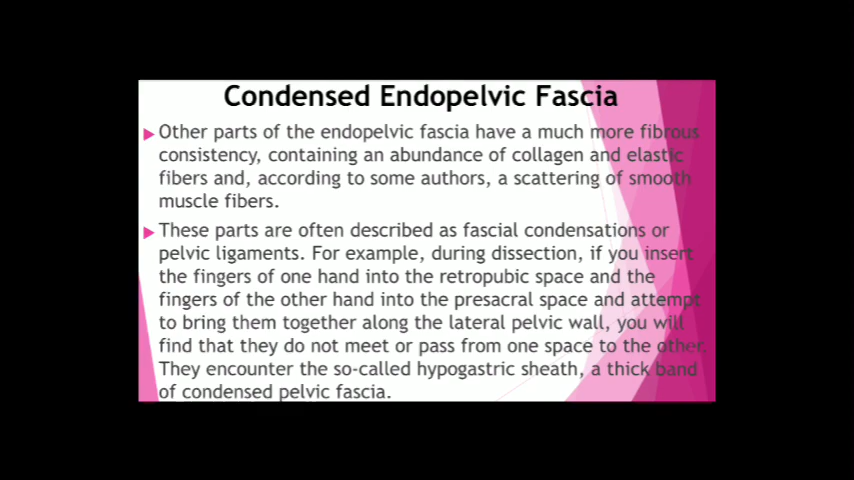 Condensed Endopelvic Fascia
Other parts of the endopelvic fascia have a much more fibrous
consistency, containing an abundance of collagen and elastic
fibers and, according to some authors, a scattering of smooth
muscle fibers.
These parts are often described as fascial condensations or
pelvic ligaments. For example, during dissection, if you insert
the fingers of one hand into the retropubic space and the
fingers of the other hand into the presacral space and attempt
to bring them together along the lateral pelvic wall, you will
find that they do not meet or pass from one space to the other.
They encounter the so-called hypogastric sheath, a thick band
of condensed pelvic fascia.